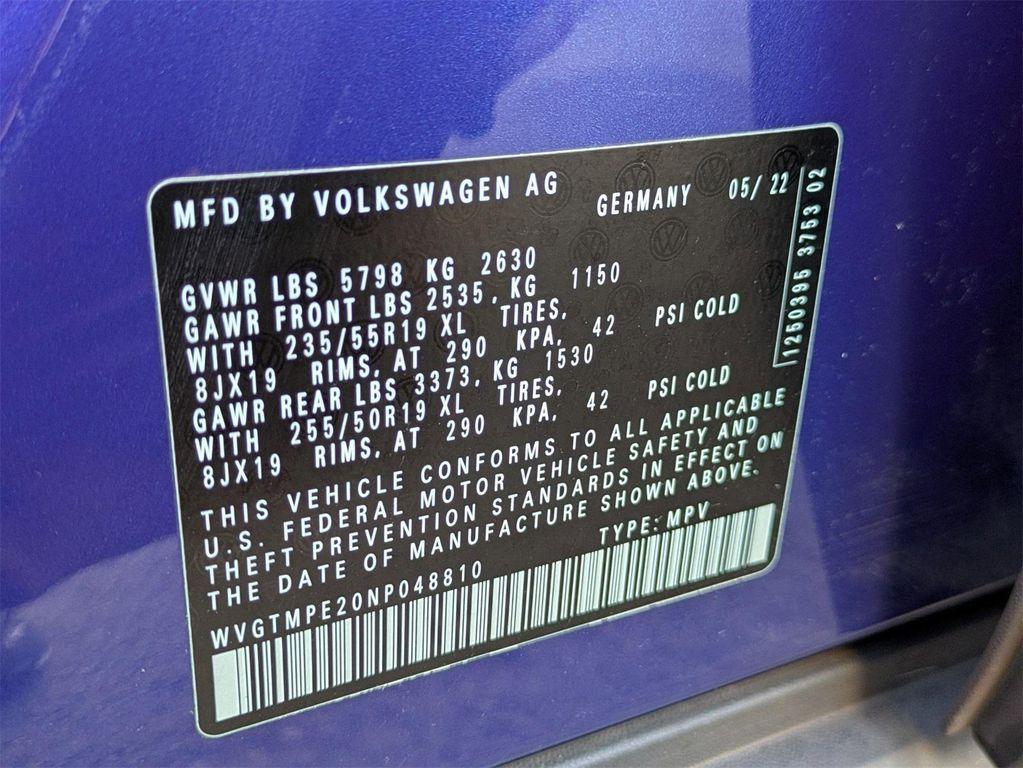 MFD BY VOLKSWAGEN AG GERMANY 05/ 22
GVWR LBS 5798 KG 2630
GAWR FRONT LBS 2535, KG 1150
WITH 235/55R19 XL TIRES,
8JX19 RIMS, AT 290 KPA, 42 PSI COLD
GAWR REAR LBS 3373, KG 1530
WITH 255/50R19 XL TIRES,
8JX19 RIMS, AT 290 KPA, 42 PSI COLD
THIS VEHICLE CONFORMS TO ALL APPLICABLE
U.S. FEDERAL MOTOR VEHICLE SAFETY AND
THEFT PREVENTION STANDARDS IN EFFECT ON
THE DATE OF MANUFACTURE SHOWN ABOVE.
WVGTMPE20NP048810 TYPE: MPV
1250395 3753 02